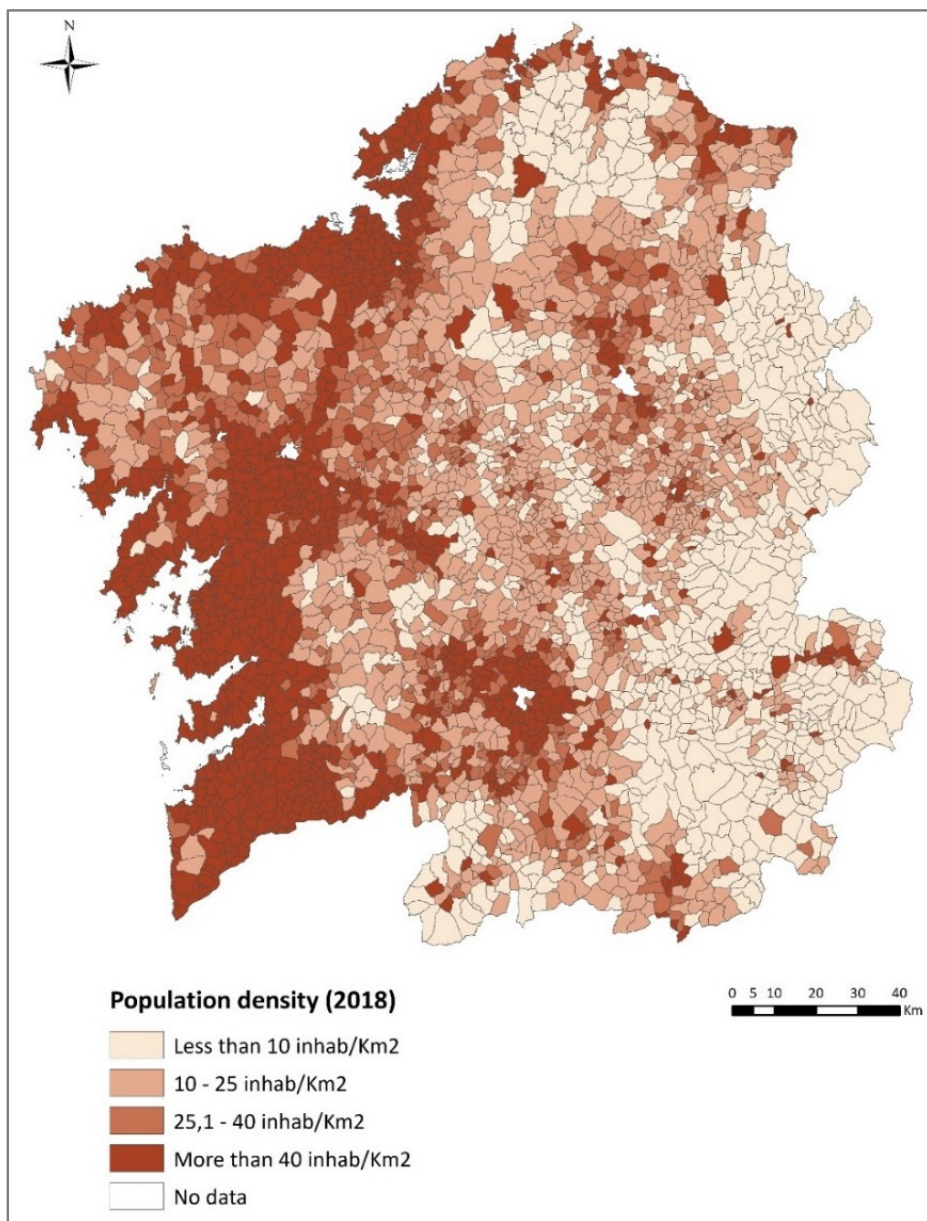 N
Population density (2018)
Less than 10 inhab/Km2
10 - 25 inhab/Km2
25,1 - 40 inhab/Km2
More than 40 inhab/Km2
No data
0 5 10 20 30 40
Km